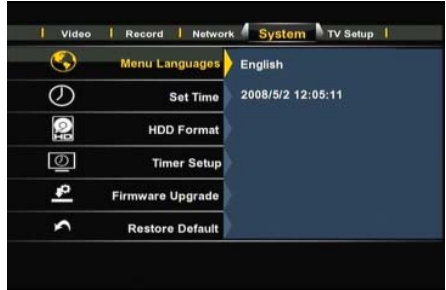 Video Record Network System TV Setup
Menu Languages English
Set Time 2008/5/2 12:05:11
HDD Format
Timer Setup
Firmware Upgrade
Restore Default
HD